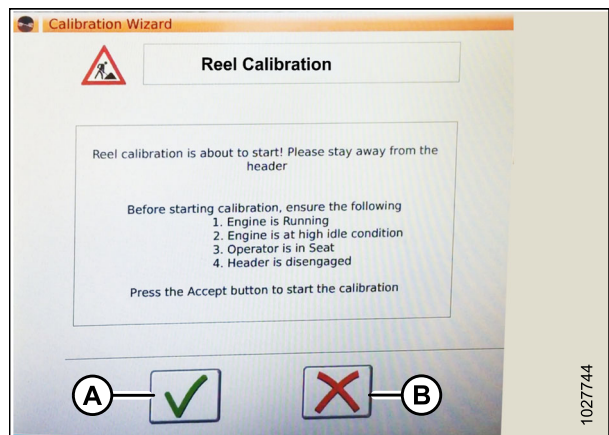 Calibration Wizard
Reel Calibration
Reel calibration is about to start! Please stay away from the
header
Before starting calibration, ensure the following
1. Engine is Running
2. Engine is at high idle condition
3. Operator is in Seat
4. Header is disengaged
Press the Accept button to start the calibration
A
B
1027744